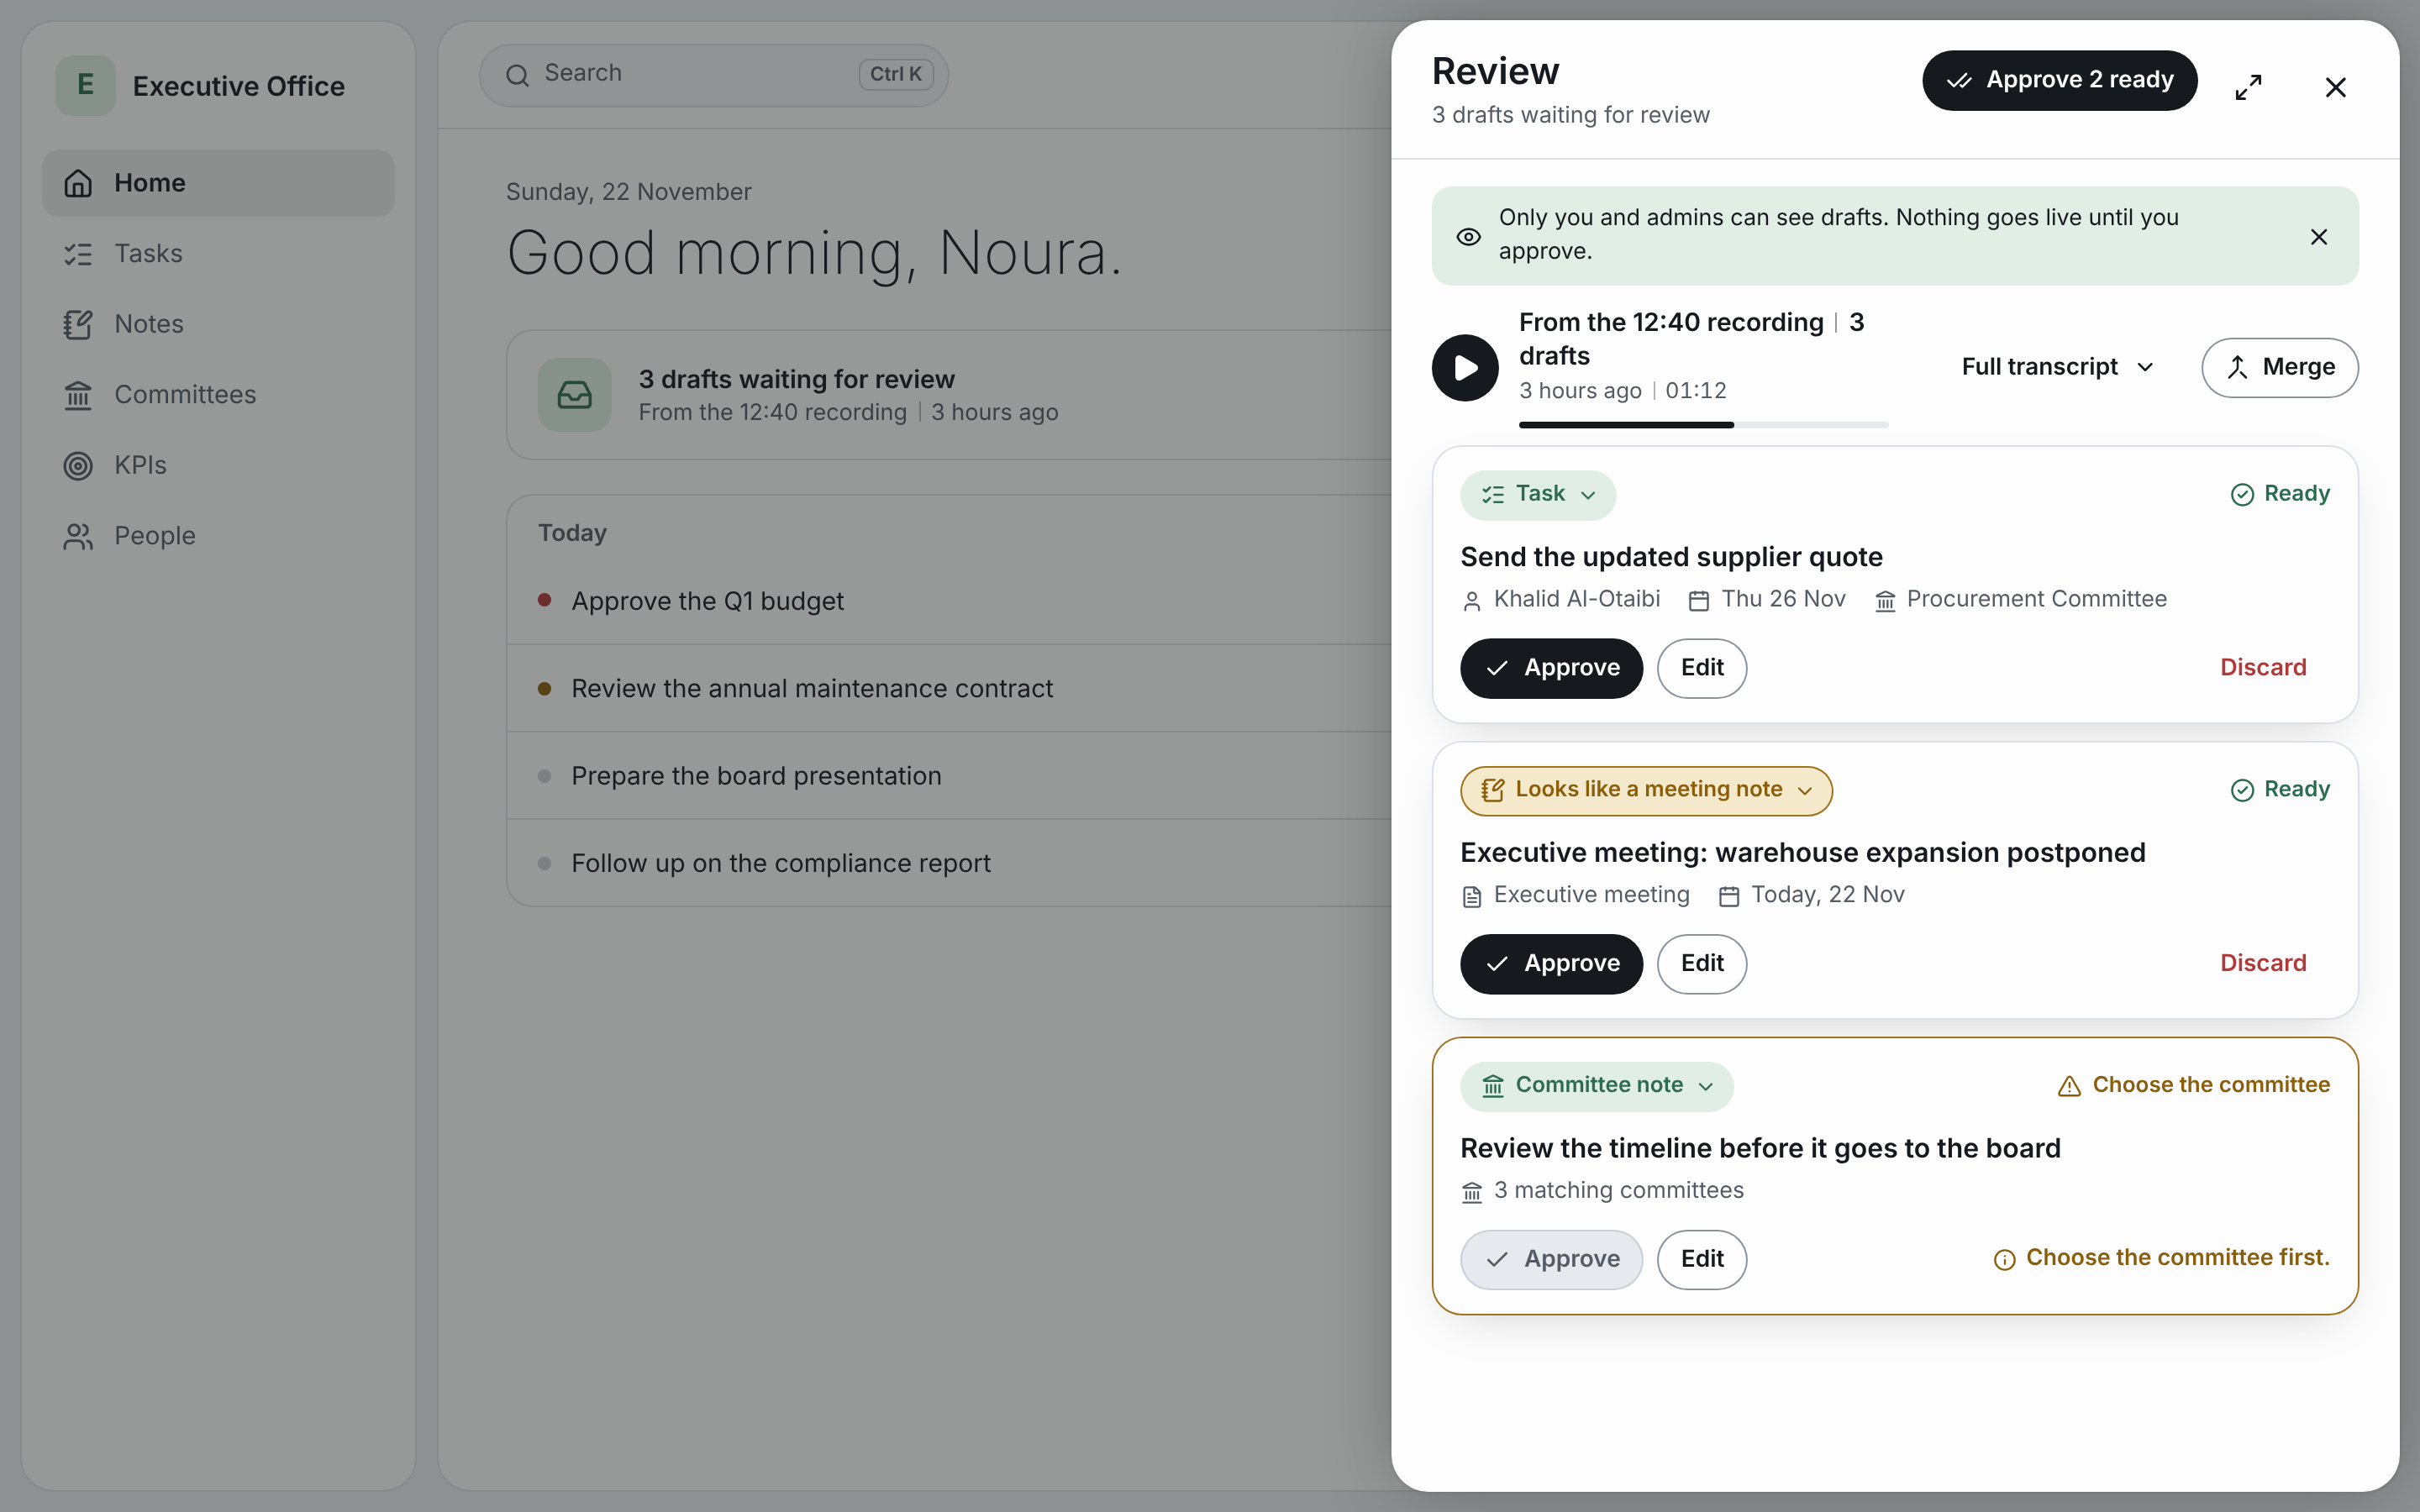 E
Executive Office
Home
Tasks
Notes
Committees
KPIs
People
Search
Ctrl K
Sunday, 22 November
Good morning, Noura.
3 drafts waiting for review
From the 12:40 recording | 3 hours ago
Today
Approve the Q1 budget
Review the annual maintenance contract
Prepare the board presentation
Follow up on the compliance report
Review
3 drafts waiting for review
Approve 2 ready
Only you and admins can see drafts. Nothing goes live until you
approve.
From the 12:40 recording | 3
drafts
3 hours ago | 01:12
Full transcript
Merge
Task
Ready
Send the updated supplier quote
Khalid Al-Otaibi
Thu 26 Nov
Procurement Committee
Approve
Edit
Discard
Looks like a meeting note
Ready
Executive meeting: warehouse expansion postponed
Executive meeting
Today, 22 Nov
Approve
Edit
Discard
Committee note
Choose the committee
Review the timeline before it goes to the board
3 matching committees
Approve
Edit
Choose the committee first.